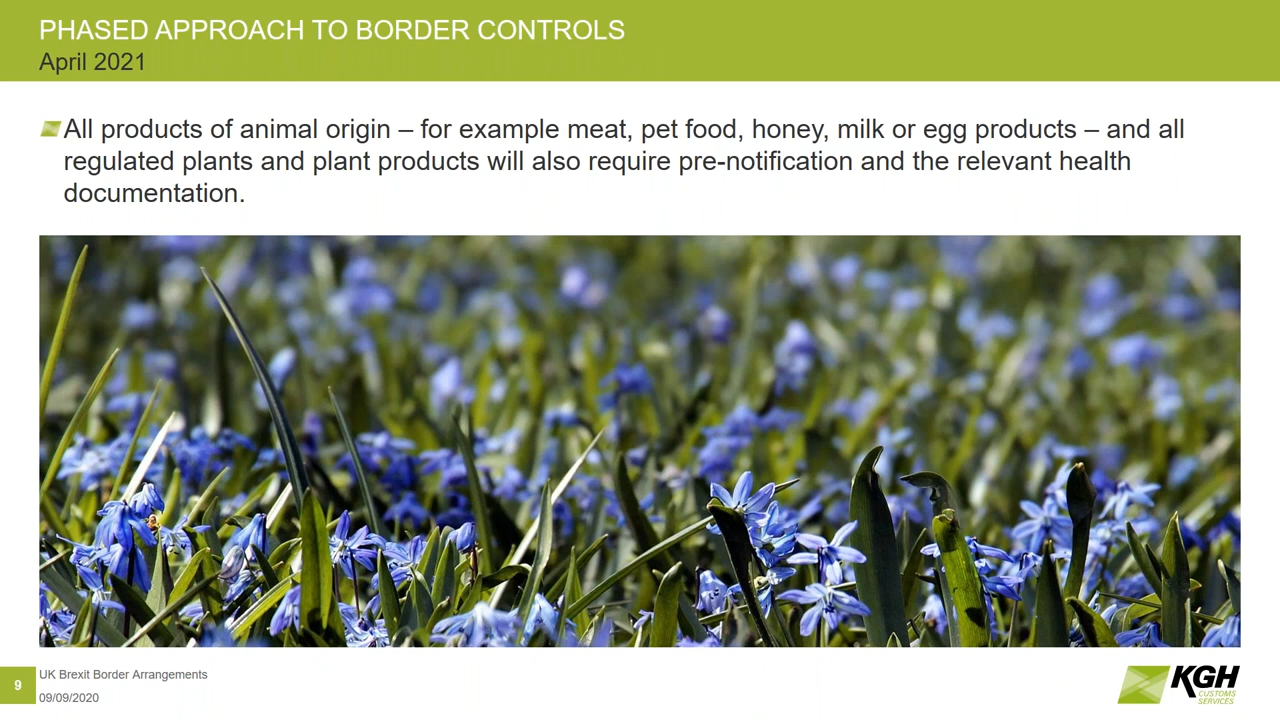 PHASED APPROACH TO BORDER CONTROLS
April 2021
All products of animal origin – for example meat, pet food, honey, milk or egg products – and all
regulated plants and plant products will also require pre-notification and the relevant health
documentation.
9
UK Brexit Border Arrangements
09/09/2020
KGH
CUSTOMS
SERVICES